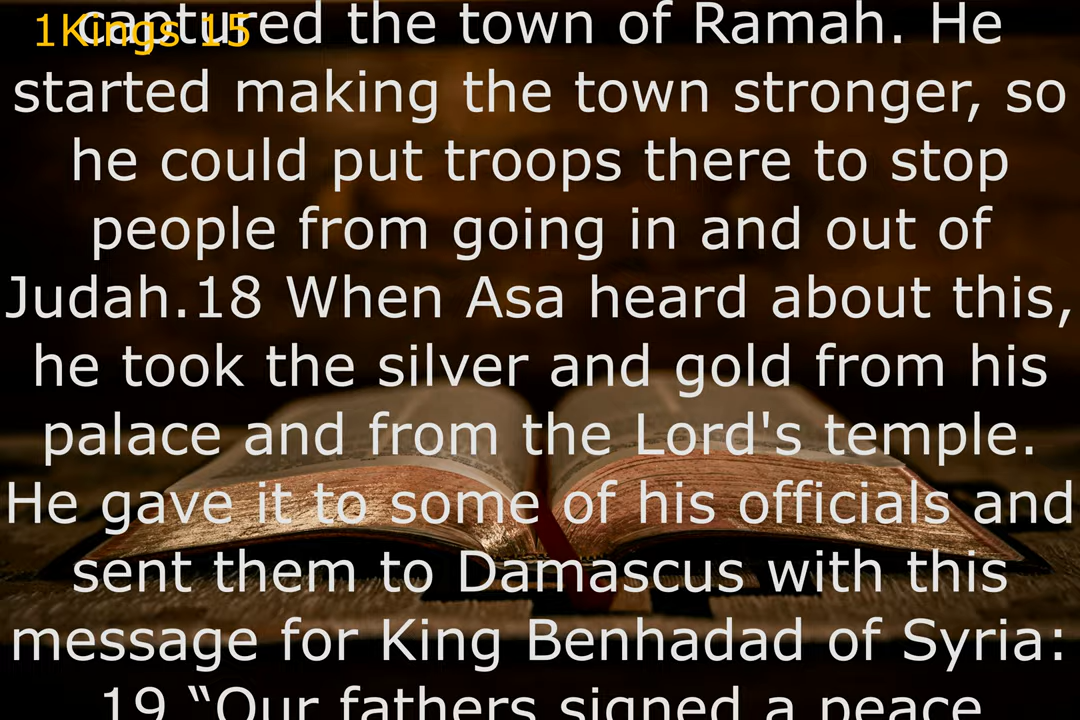 1Kings 15
captured the town of Ramah. He
started making the town stronger, so
he could put troops there to stop
people from going in and out of
Judah.18 When Asa heard about this,
he took the silver and gold from his
palace and from the Lord's temple.
He gave it to some of his officials and
sent them to Damascus with this
message for King Benhadad of Syria:
19 “Our fathers signed a peace